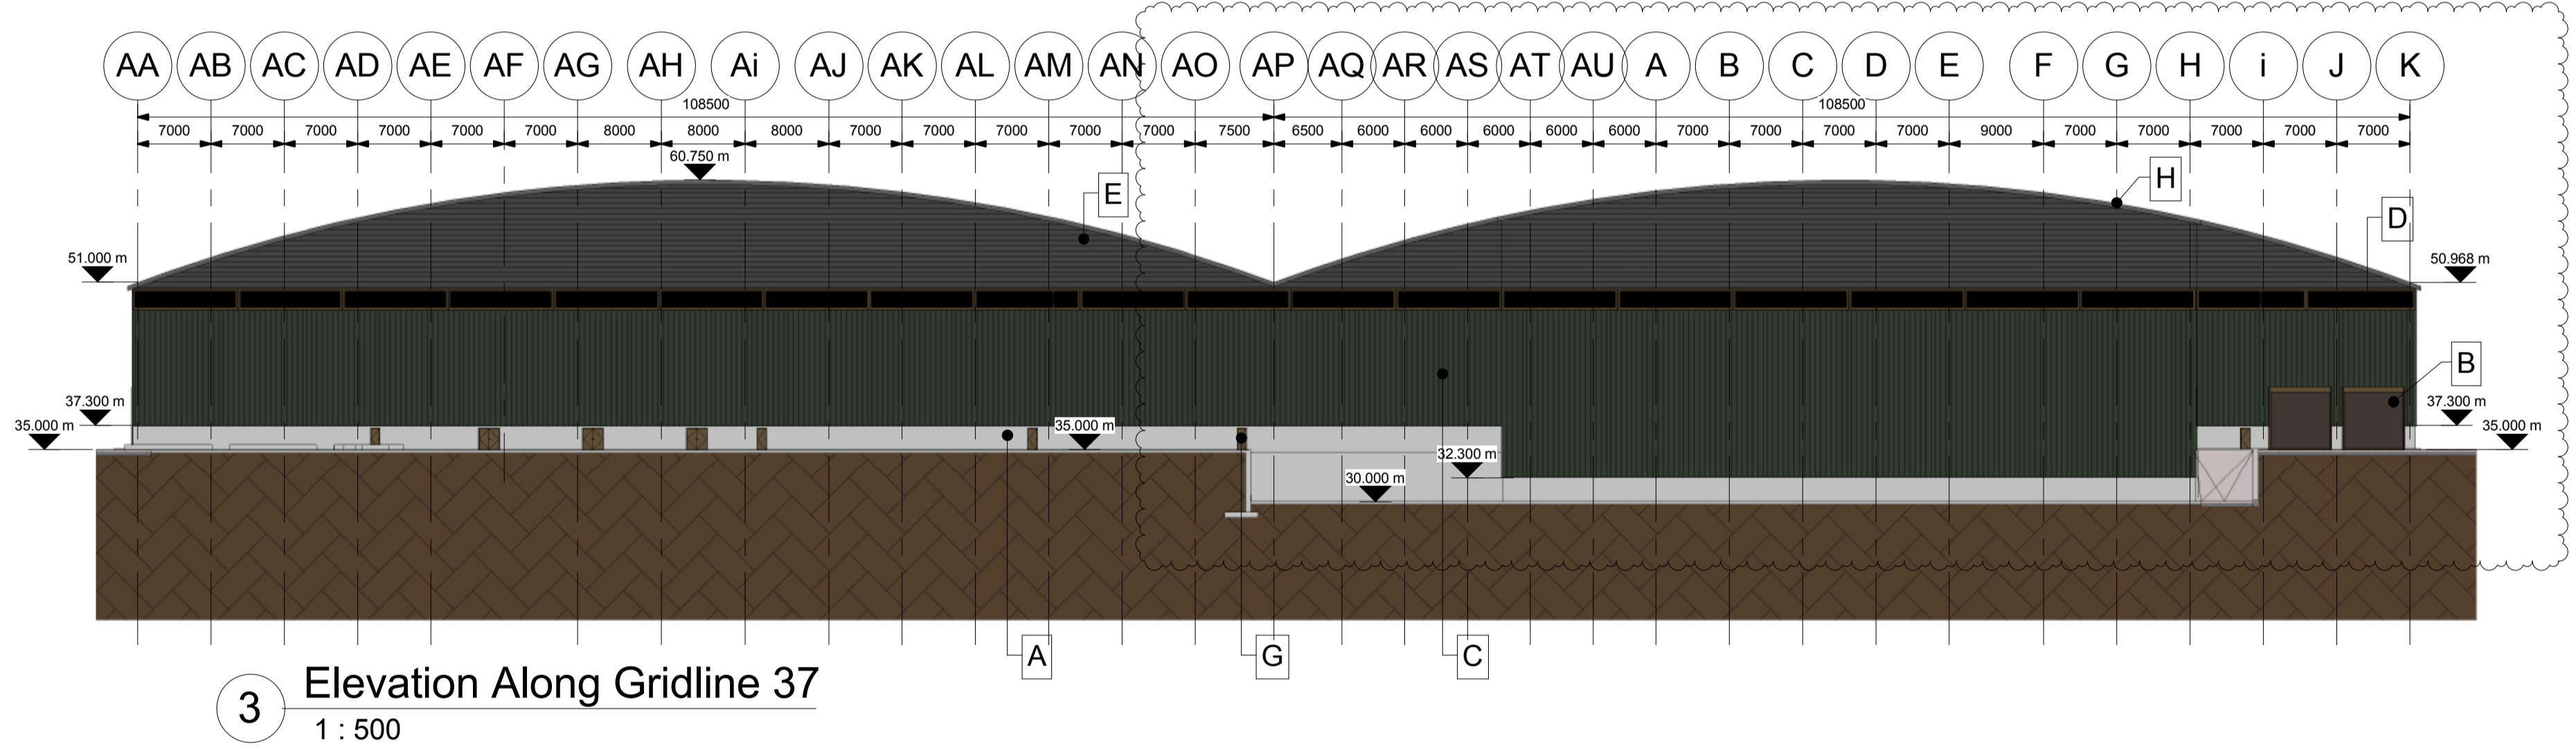 AA AB AC AD AE AF AG AH Ai AJ AK AL AM AN AO AP AQ AR AS AT AU A B C D E F G H i J K
108500 108500
7000 7000 7000 7000 7000 7000 8000 8000 8000 7000 7000 7000 7000 7000 7500 6500 6000 6000 6000 6000 6000 7000 7000 7000 7000 9000 7000 7000 7000 7000 7000
60.750 m
E
H
D
51.000 m
50.968 m
B
37.300 m
37.300 m
35.000 m
35.000 m
35.000 m
32.300 m
30.000 m
A G C
3 Elevation Along Gridline 37
1 : 500